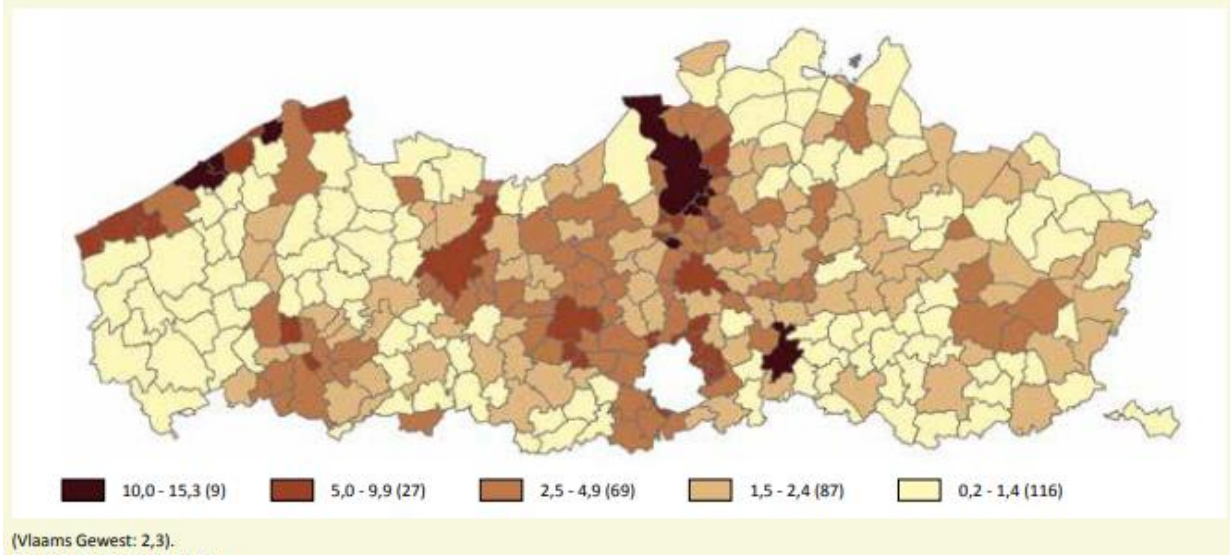 10,0 - 15,3 (9) 5,0 - 9,9 (27) 2,5 - 4,9 (69) 1,5 - 2,4 (87) 0,2 - 1,4 (116)
(Vlaams Gewest: 2,3).